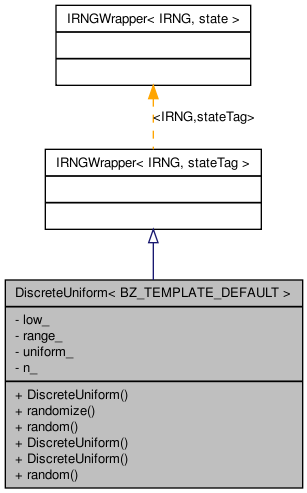 IRNGWrapper< IRNG, state >
<IRNG,stateTag>
IRNGWrapper< IRNG, stateTag >
DiscreteUniform< BZ_TEMPLATE_DEFAULT >
- low_
- range_
- uniform_
- n_
+ DiscreteUniform()
+ randomize()
+ random()
+ DiscreteUniform()
+ DiscreteUniform()
+ random()